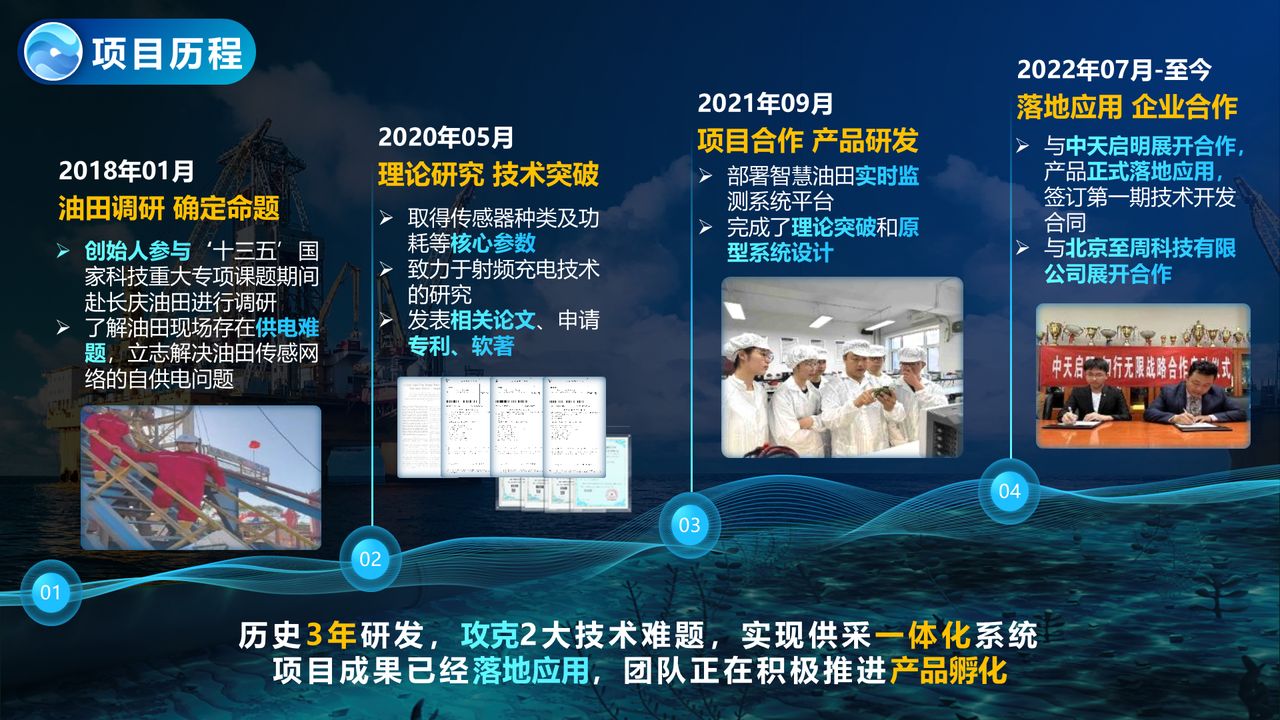 项目历程
2018年01月
油田调研 确定命题
➢ 创始人参与‘十三五’国
家科技重大专项课题期间
赴长庆油田进行调研
➢ 了解油田现场存在供电难
题，立志解决油田传感网
络的自供电问题
01
2020年05月
理论研究 技术突破
➢ 取得传感器种类及功
耗等核心参数
➢ 致力于射频充电技术
的研究
➢ 发表相关论文、申请
专利、软著
02
2021年09月
项目合作 产品研发
➢ 部署智慧油田实时监
测系统平台
➢ 完成了理论突破和原
型系统设计
03
2022年07月-至今
落地应用 企业合作
➢ 与中天启明展开合作，
产品正式落地应用，
签订第一期技术开发
合同
➢ 与北京至周科技有限
公司展开合作
中天启 行无限战略合作 仪式
04
历史3年研发，攻克2大技术难题，实现供采一体化系统
项目成果已经落地应用，团队正在积极推进产品孵化